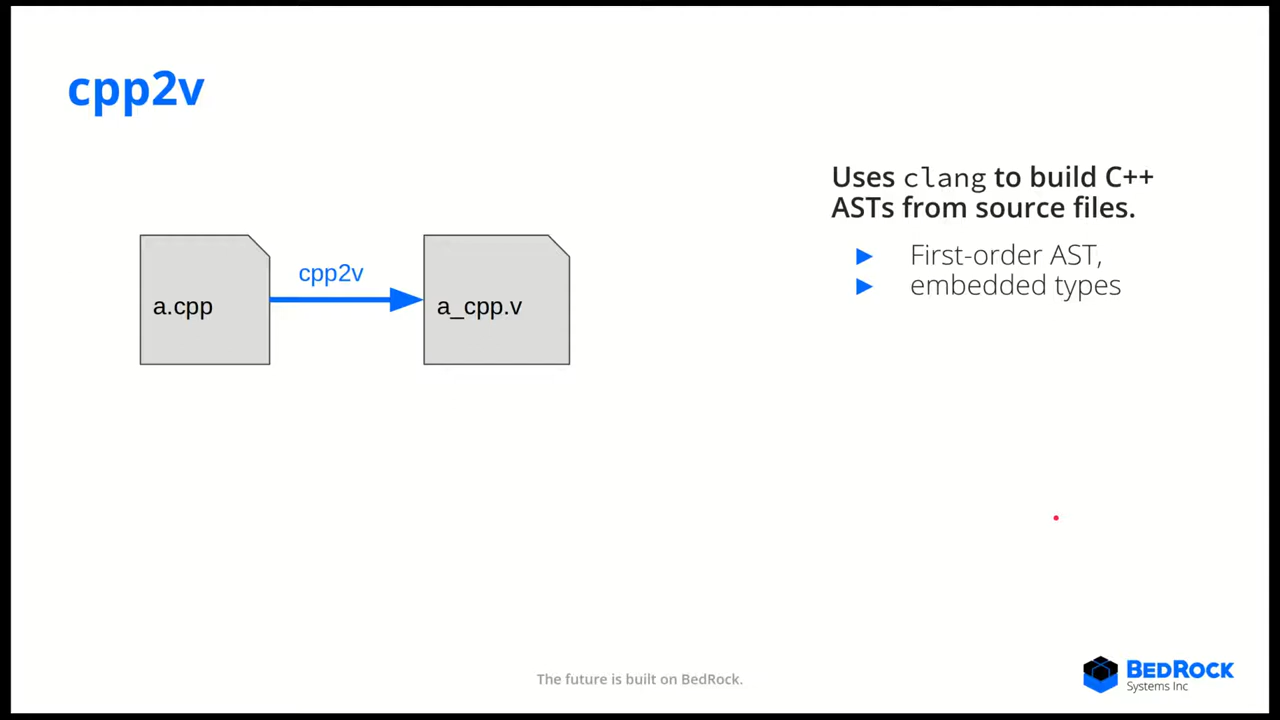 cpp2v
Uses clang to build C++
ASTs from source files.
► First-order AST,
► embedded types
cpp2v
a.cpp
a_cpp.v
The future is built on BedRock.
BEDROCK
Systems Inc